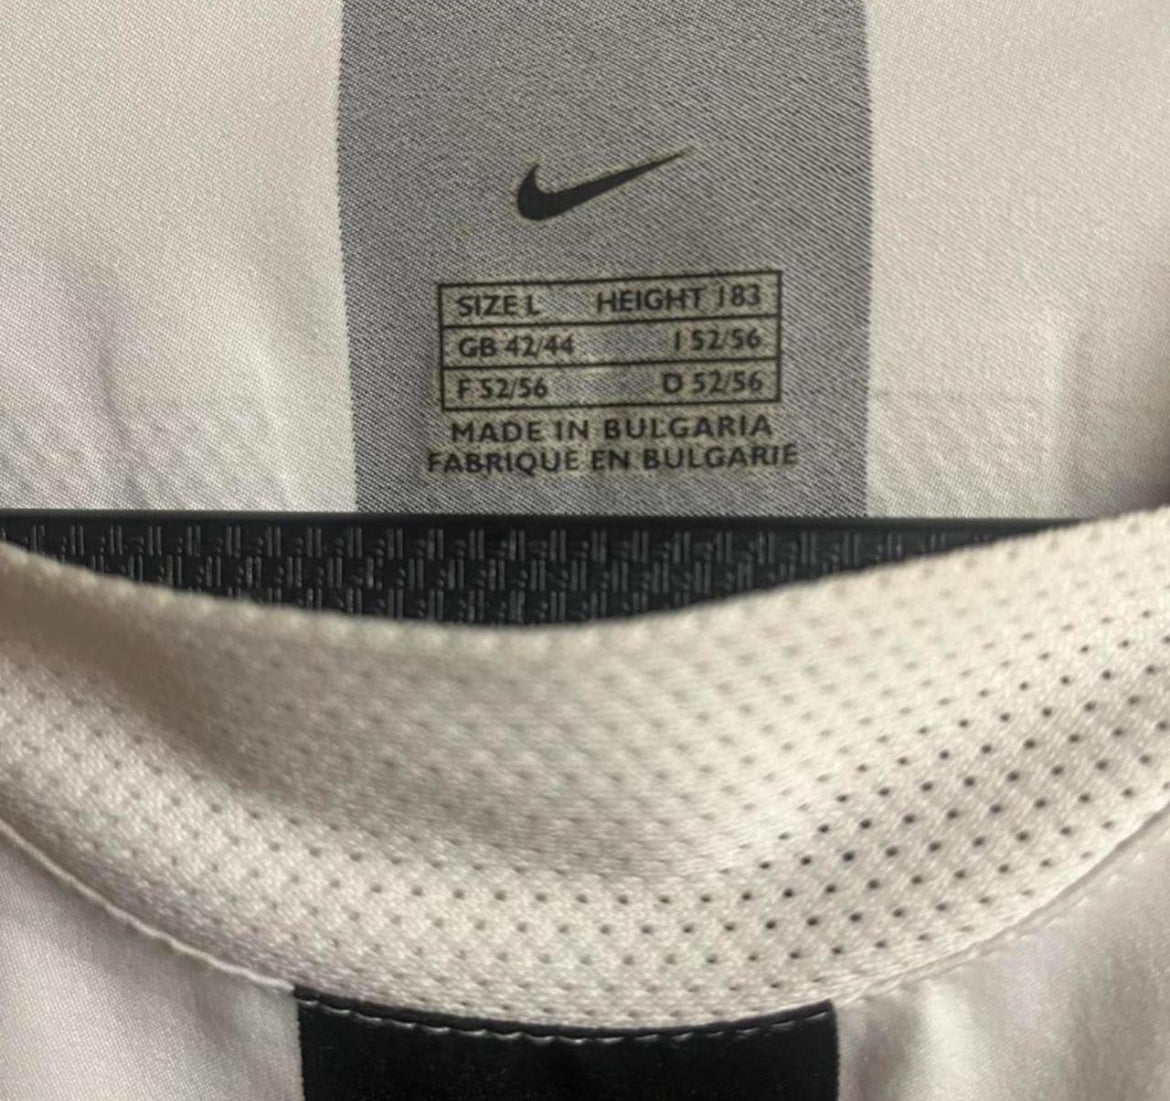 SIZE L HEIGHT 183
GB 42/44 I 52/56
F 52/56 D 52/56
MADE IN BULGARIA
FABRIQUE EN BULGARIE